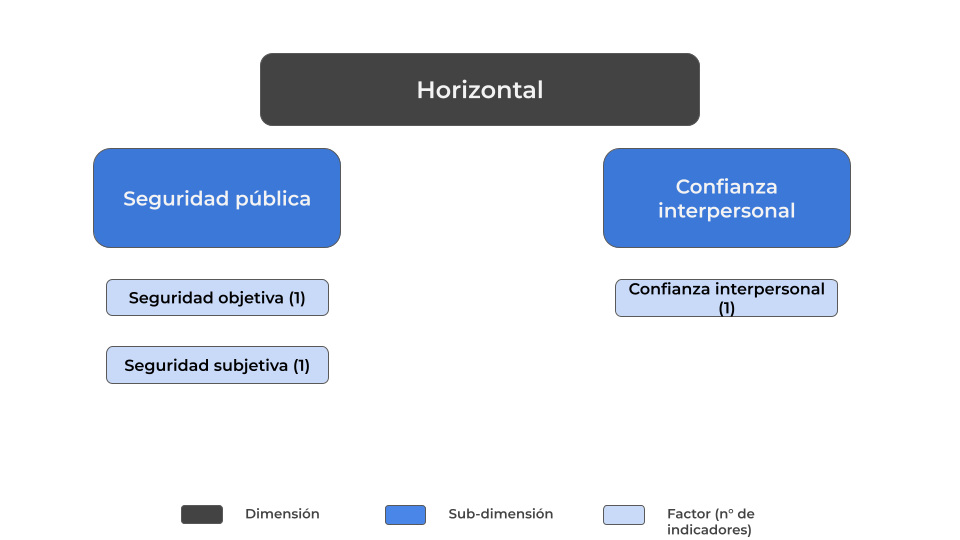 Horizontal
Seguridad pública
Confianza
interpersonal
Seguridad objetiva (1)
Confianza interpersonal
(1)
Seguridad subjetiva (1)
Dimensión
Sub-dimensión
Factor (n° de
indicadores)